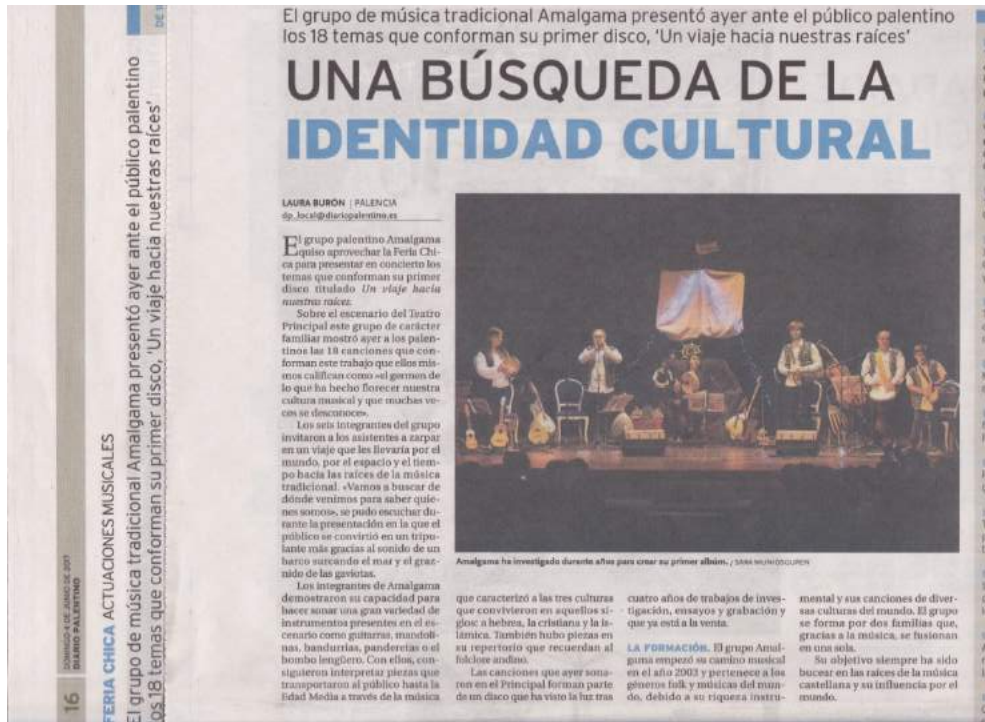 El grupo de música tradicional Amalgama presentó ayer ante el público palentino
los 18 temas que conforman su primer disco, 'Un viaje hacia nuestras raíces'
UNA BÚSQUEDA DE LA
IDENTIDAD CULTURAL
LAURA BURÓN | PALENCIA
dp_local@diariopalentino.es
El grupo palentino Amalgama
quiso aprovechar la Feria Chi-
ca para presentar en concierto los
temas que conforman su primer
disco titulado Un viaje hacia
nuestras raíces.
Sobre el escenario del Teatro
Principal este grupo de carácter
familiar mostró ayer a los palen-
tinos las 18 canciones que con-
forman este trabajo que ellos mis-
mos califican como «el germen de
lo que ha hecho florecer nuestra
cultura musical y que muchas ve-
ces se desconoce».
Los seis integrantes del grupo
invitaron a los asistentes a zarpar
en un viaje que les llevaría por el
mundo, por el espacio y el tiem-
po hacia las raíces de la música
tradicional. «Vamos a buscar de
dónde venimos para saber quie-
nes somos», se pudo escuchar du-
rante la presentación en la que el
público se convirtió en un tripu-
lante más gracias al sonido de un
barco surcando el mar y el graz-
nido de las gaviotas.
Los integrantes de Amalgama
demostraron su capacidad para
hacer sonar una gran variedad de
instrumentos presentes en el es-
cenario como guitarras, mandoli-
nas, bandurrias, panderetas o el
bombo lengüero. Con ellos, con-
siguieron interpretar piezas que
transportaron al público hasta la
Edad Media a través de la música
Amalgama ha investigado durante años para crear su primer albúm. / SARA MUNIOSGUREN
que caracterizó a las tres culturas
que convivieron en aquellos si-
glos: a hebrea, la cristiana y la is-
lámica. También hubo piezas en
su repertorio que recuerdan al
folclore andino.
Las canciones que ayer sona-
ron en el Principal forman parte
de un disco que ha visto la luz tras
cuatro años de trabajos de inves-
tigación, ensayos y grabación y
que ya está a la venta.
LA FORMACIÓN. El grupo Amal-
gama empezó su camino musical
en el año 2003 y pertenece a los
géneros folk y músicas del mun-
do, debido a su riqueza instru-
mental y sus canciones de diver-
sas culturas del mundo. El grupo
se forma por dos familias que,
gracias a la música, se fusionan
en una sola.
Su objetivo siempre ha sido
bucear en las raíces de la música
castellana y su influencia por el
mundo.
16
DOMINGO 4 DE JUNIO DE 2017
DIARIO PALENTINO
FERIA CHICA ACTUACIONES MUSICALES
El grupo de música tradicional Amalgama presentó ayer ante el público palentino
os 18 temas que conforman su primer disco, 'Un viaje hacia nuestras raíces'